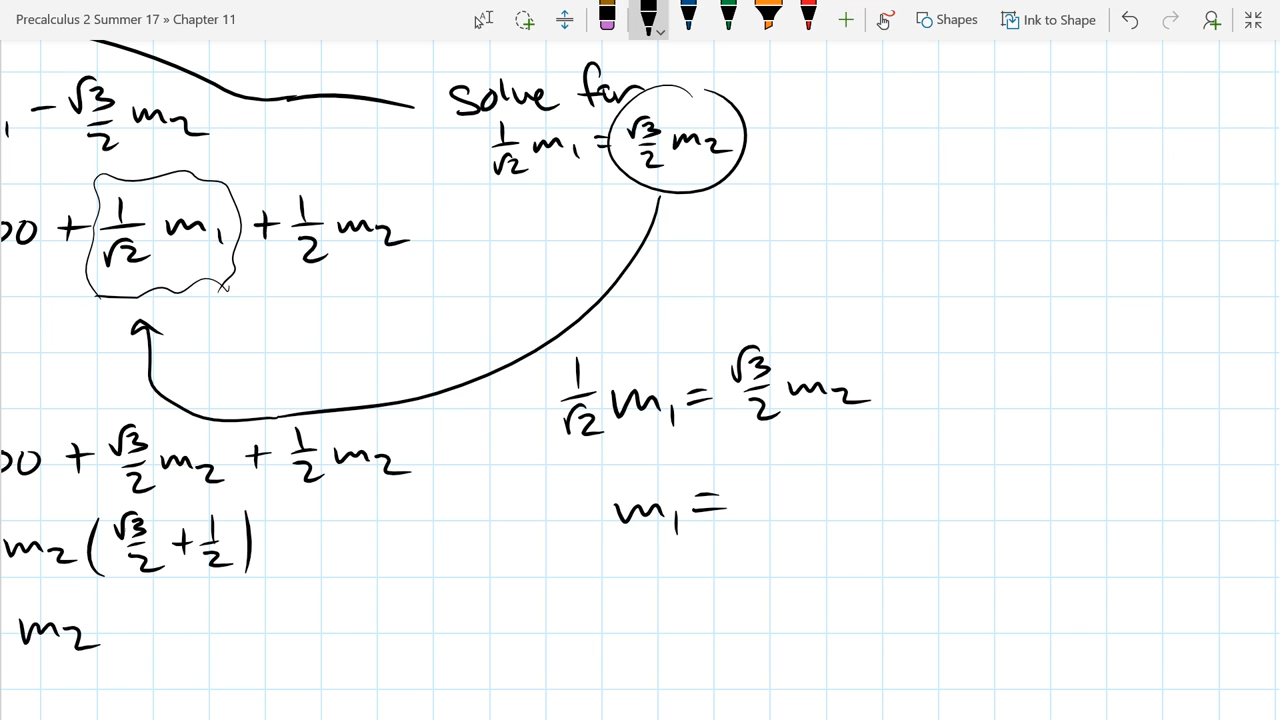 Precalculus 2 Summer 17 » Chapter 11
Shapes
Ink to Shape
solve for
- √3/2 m₂
1/√2 m₁ = √3/2 m₂
00 + 1/√2 m₁ + 1/2 m₂
1/√2 m₁ = √3/2 m₂
00 + √3/2 m₂ + 1/2 m₂
m₁ =
m₂ (√3/2 + 1/2)
m₂